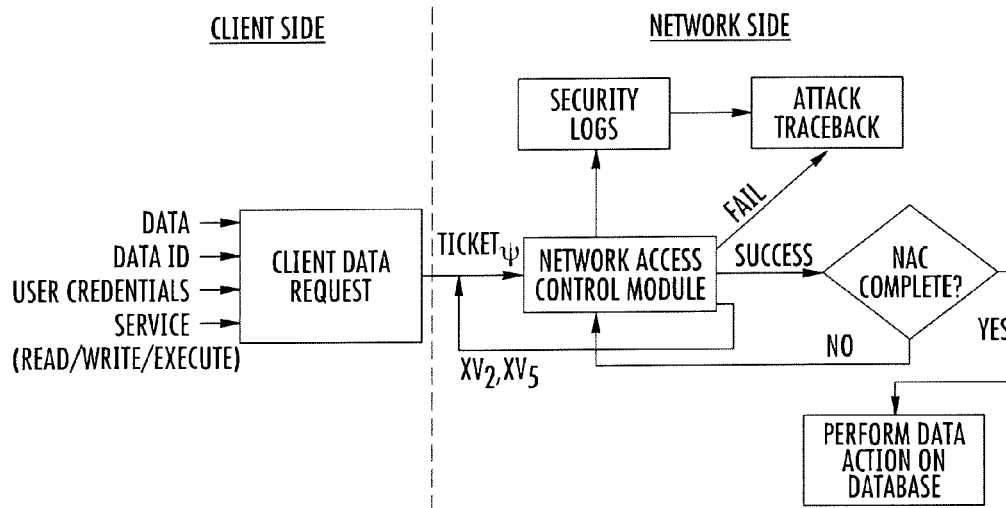 CLIENT SIDE
NETWORK SIDE
SECURITY
LOGS
ATTACK
TRACEBACK
FAIL
DATA
DATA ID
USER CREDENTIALS
SERVICE
(READ/WRITE/EXECUTE)
CLIENT DATA
REQUEST
TICKETψ
NETWORK ACCESS
CONTROL MODULE
SUCCESS
NAC
COMPLETE?
YES
NO
XV2,XV5
PERFORM DATA
ACTION ON
DATABASE